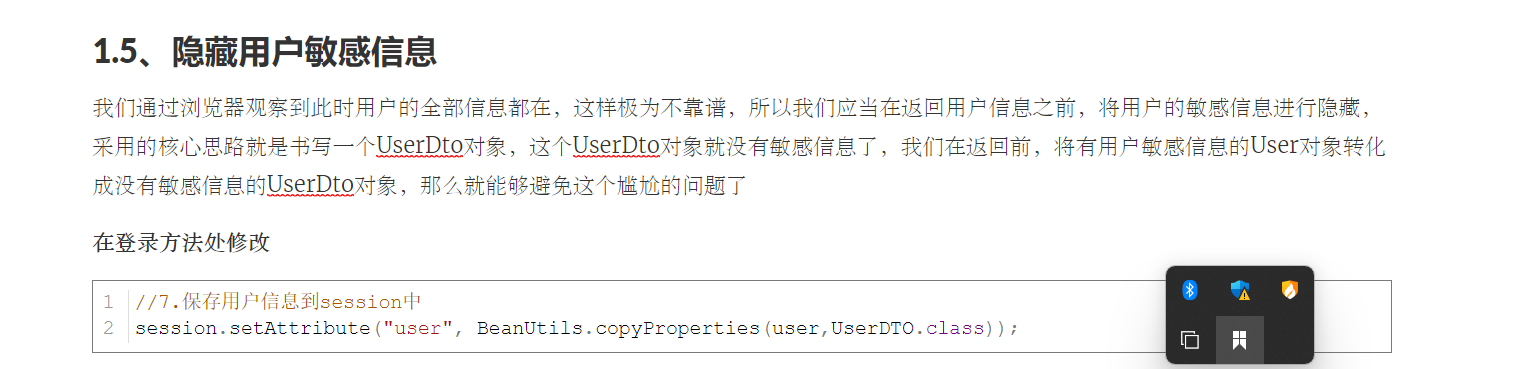 1.5、隐藏用户敏感信息
我们通过浏览器观察到此时用户的全部信息都在，这样极为不靠谱，所以我们应当在返回用户信息之前，将用户的敏感信息进行隐藏，
采用的核心思路就是书写一个UserDto对象，这个UserDto对象就没有敏感信息了，我们在返回前，将有用户敏感信息的User对象转化
成没有敏感信息的UserDto对象，那么就能够避免这个尴尬的问题了
在登录方法处修改
1 //7.保存用户信息到session中
2 session.setAttribute("user", BeanUtils.copyProperties(user,UserDTO.class));